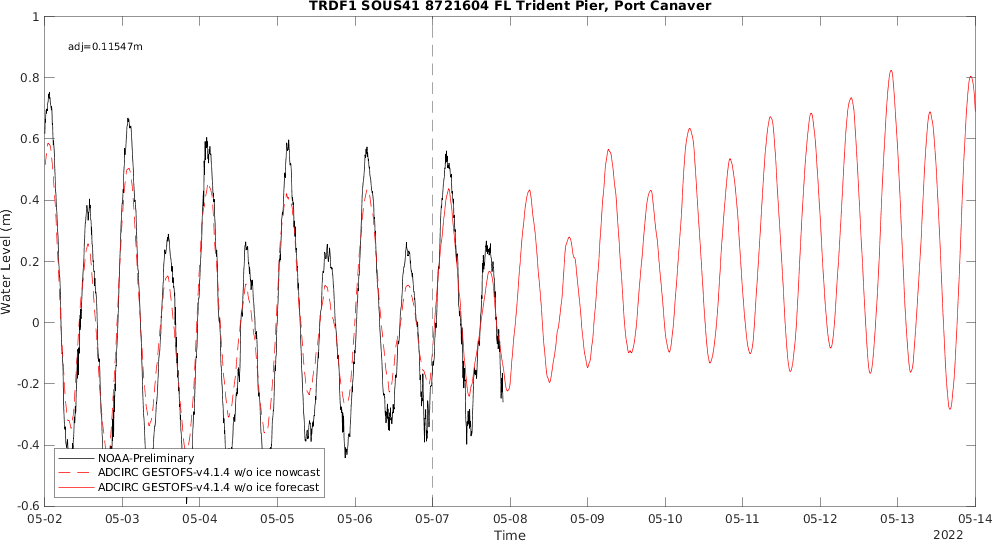 TRDF1 SOUS41 8721604 FL Trident Pier, Port Canaver
adj=0.11547m
Water Level (m)
1
0.8
0.6
0.4
0.2
0
-0.2
-0.4
-0.6
NOAA-Preliminary
ADCIRC GESTOFS-v4.1.4 w/o ice nowcast
ADCIRC GESTOFS-v4.1.4 w/o ice forecast
05-02 05-03 05-04 05-05 05-06 05-07 05-08 05-09 05-10 05-11 05-12 05-13 05-14
Time
2022